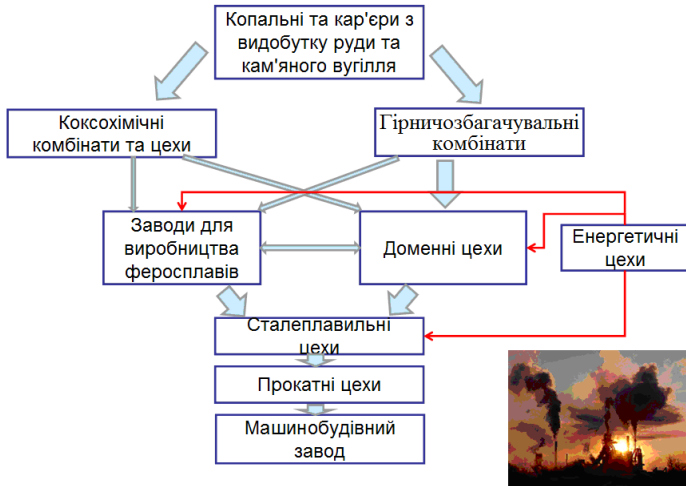 Копальні та кар'єри з
видобутку руди та
кам'яного вугілля
Коксохімічні
комбінати та цехи
Гірничозбагачувальні
комбінати
Заводи для
виробництва
феросплавів
Доменні цехи
Енергетичні
цехи
Сталеплавильні
цехи
Прокатні цехи
Машинобудівний
завод